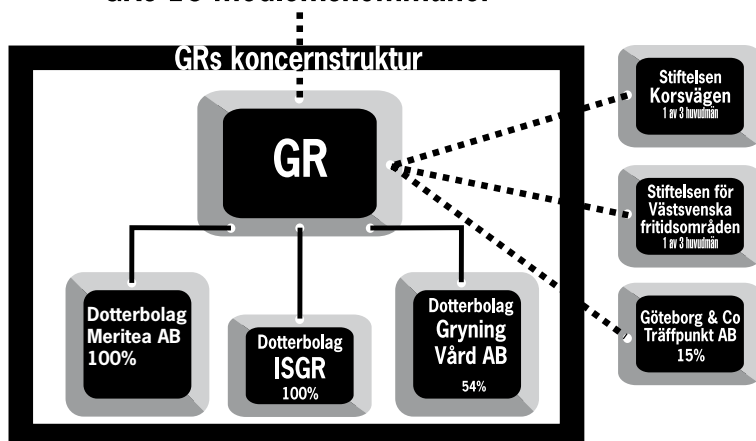 GRs koncernstruktur
GR
Stiftelsen
Korsvägen
1 av 3 huvudmän
Stiftelsen för
Västsvenska
fritidsområden
1 av 3 huvudmän
Göteborg & Co
Träffpunkt AB
15%
Dotterbolag
Meritea AB
100%
Dotterbolag
ISGR
100%
Dotterbolag
Gryning
Vård AB
54%